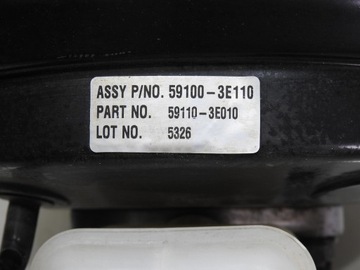 ASSY P/NO. 59100-3E110
PART NO. 59110-3E010
LOT NO. 5326